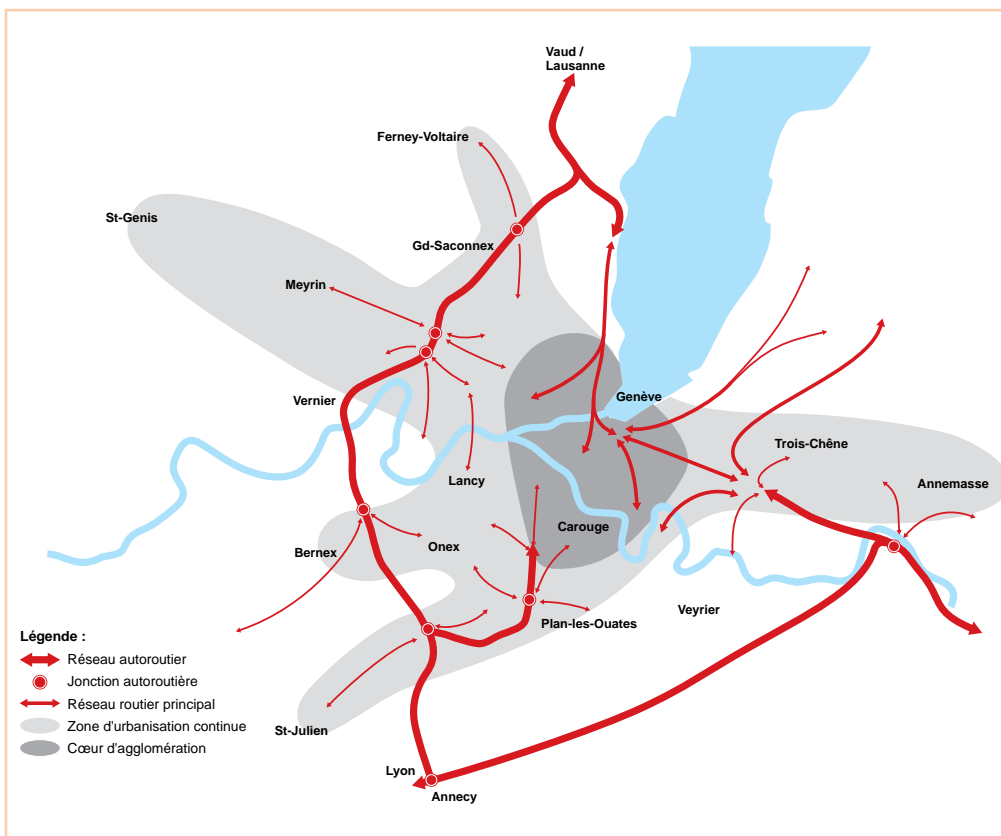 Vaud /
Lausanne
Ferney-Voltaire
St-Genis
Gd-Saconnex
Meyrin
Vernier
Genève
Trois-Chêne
Annemasse
Lancy
Carouge
Onex
Bernex
Veyrier
Plan-les-Ouates
St-Julien
Lyon
Annecy
Légende :
Réseau autoroutier
Jonction autoroutière
Réseau routier principal
Zone d'urbanisation continue
Cœur d'agglomération